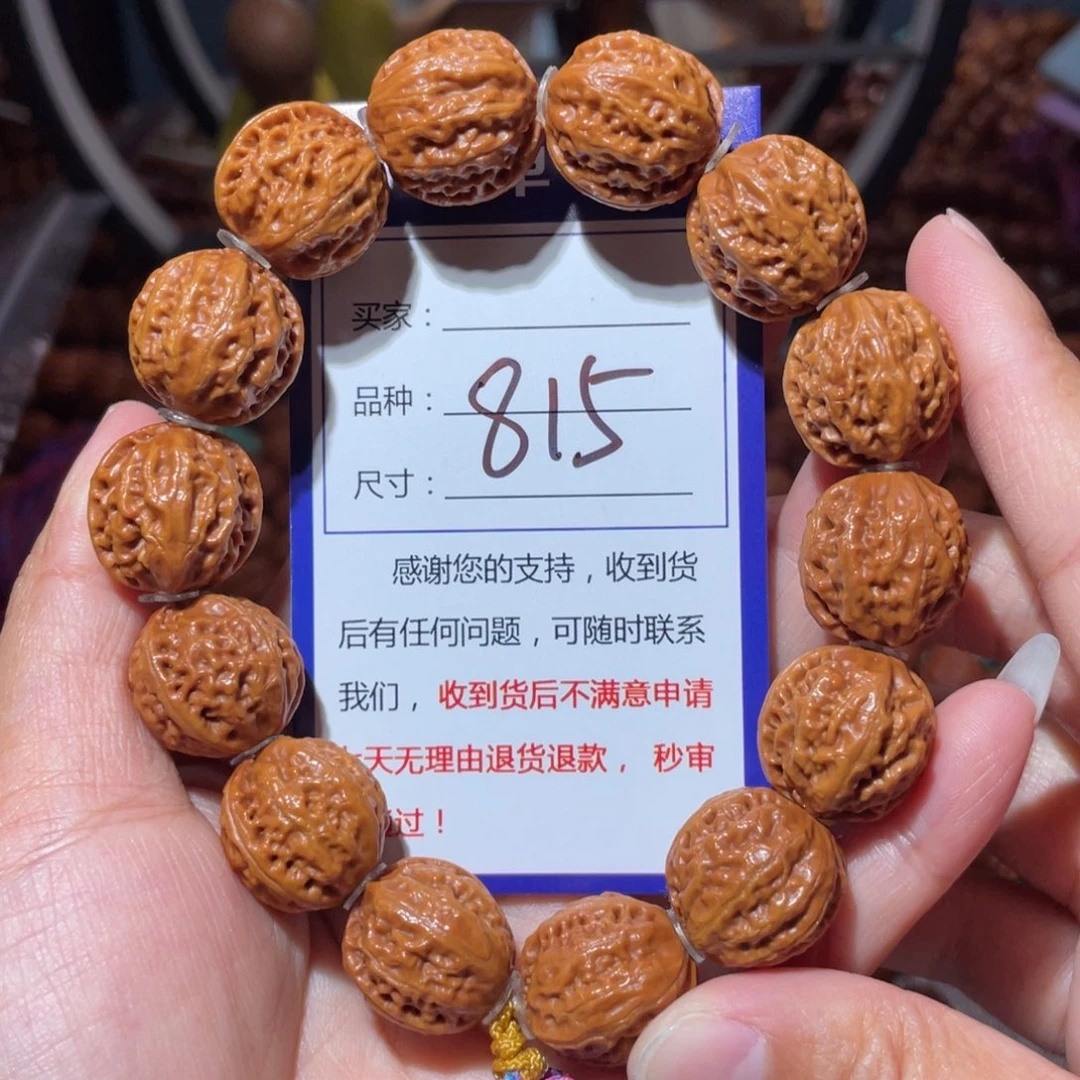 买家：
品种：815
尺寸：
感谢您的支持，收到货
后有任何问题，可随时联系
我们，收到货后不满意申请
天无理由退货退款，秒审
过！